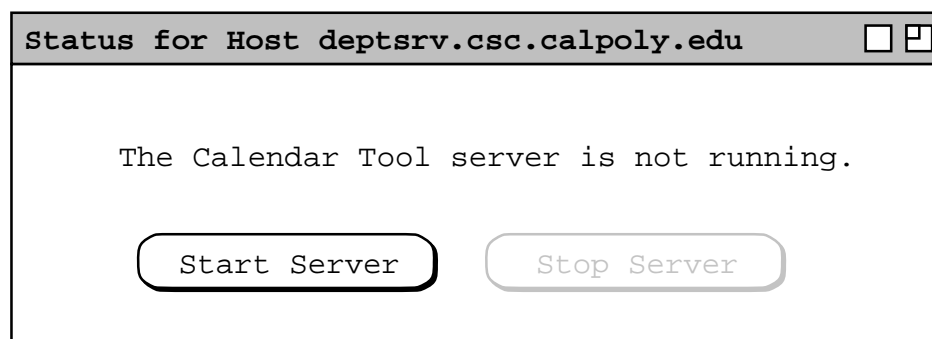 Status for Host deptsrv.csc.calpoly.edu
The Calendar Tool server is not running.
Start Server Stop Server